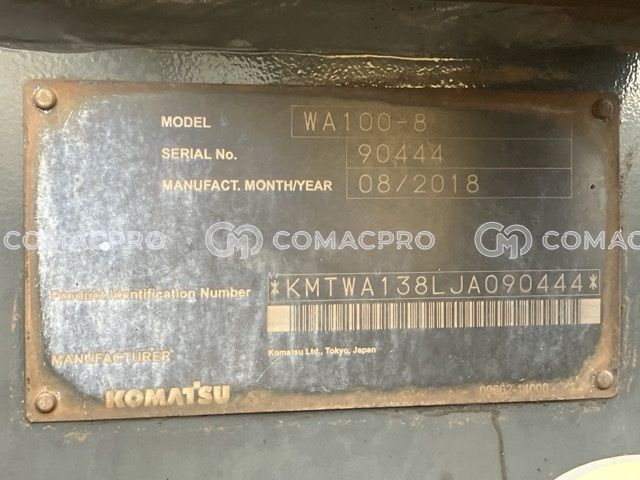 MODEL WA100-8
SERIAL No. 90444
MANUFACT. MONTH/YEAR 08/2018
COMACPRO COMACPRO COMACPRO
Product Identification Number *KMTWA138LJA090444*
MANUFACTURER Komatsu Ltd., Tokyo, Japan
KOMATSU